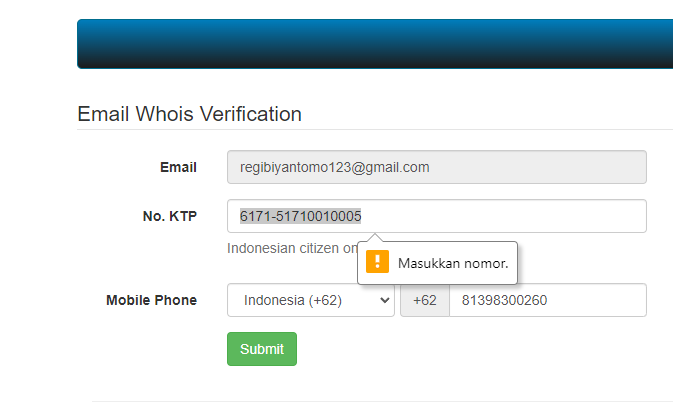 Email Whois Verification
Email
regibiyantomo123@gmail.com
No. KTP
6171-51710010005
Indonesian citizen on
Masukkan nomor.
Mobile Phone
Indonesia (+62)
+62
81398300260
Submit